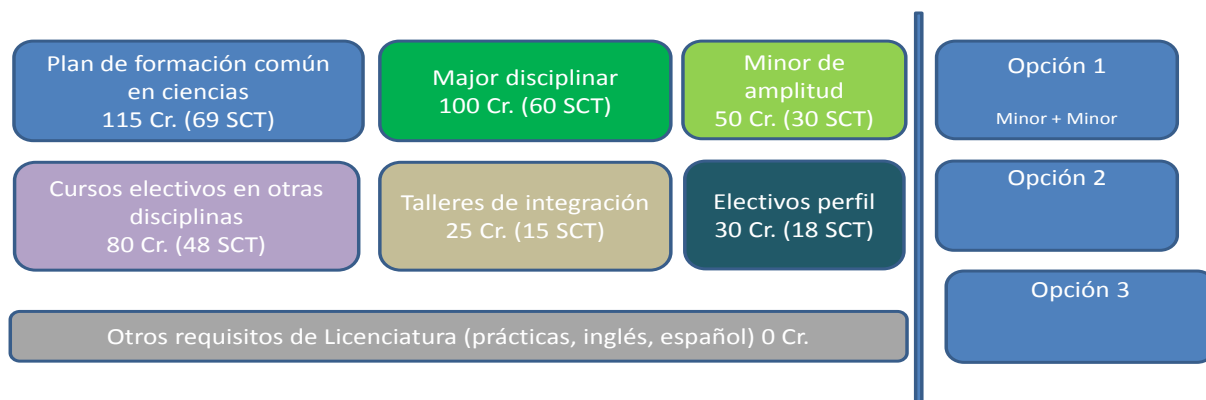 Plan de formación común
en ciencias
115 Cr. (69 SCT)
Major disciplinar
100 Cr. (60 SCT)
Minor de
amplitud
50 Cr. (30 SCT)
Opción 1
Minor + Minor
Cursos electivos en otras
disciplinas
80 Cr. (48 SCT)
Talleres de integración
25 Cr. (15 SCT)
Electivos perfil
30 Cr. (18 SCT)
Opción 2
Opción 3
Otros requisitos de Licenciatura (prácticas, inglés, español) 0 Cr.